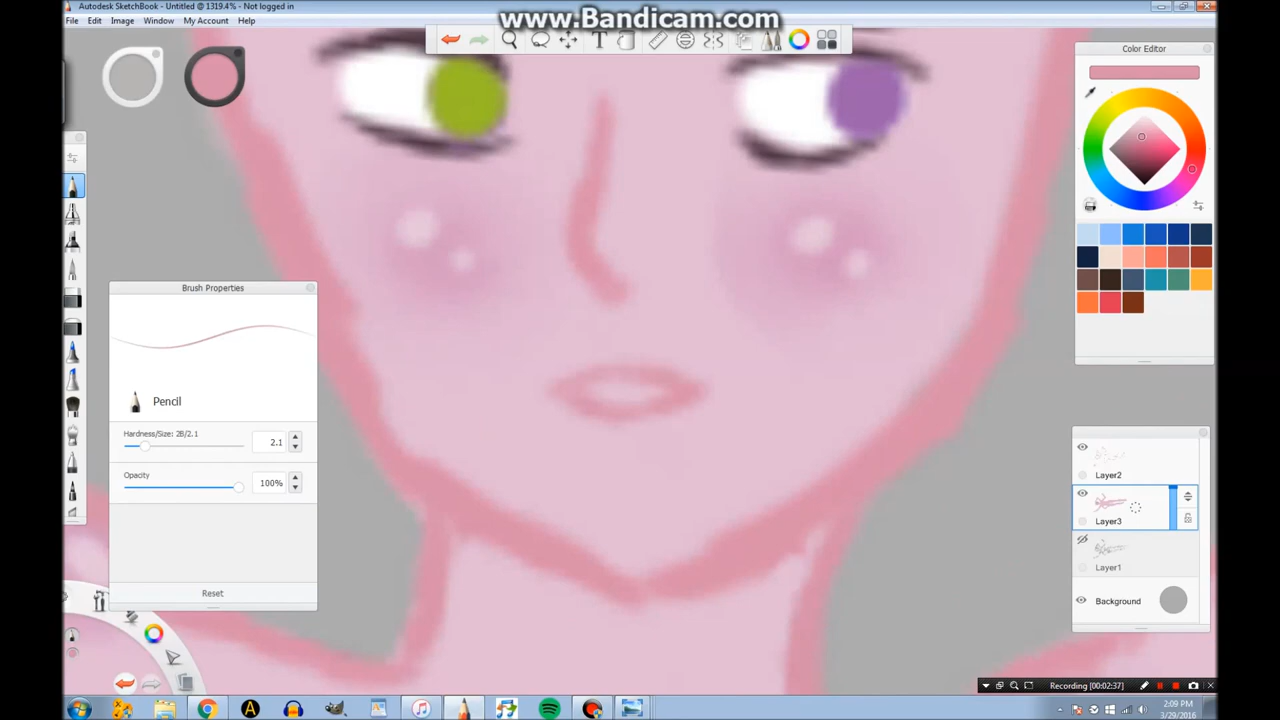 Autodesk SketchBook - Untitled @ 1319.4% - Not logged in
www.Bandicam.com
File Edit Image Window My Account Help
T
Color Editor
Brush Properties
Pencil
Hardness/Size: 2B/2.1
2.1
Opacity
100%
Reset
Layer2
Layer3
Layer1
Background
Recording [00:02:37]
A
2:09 PM
3/29/2016